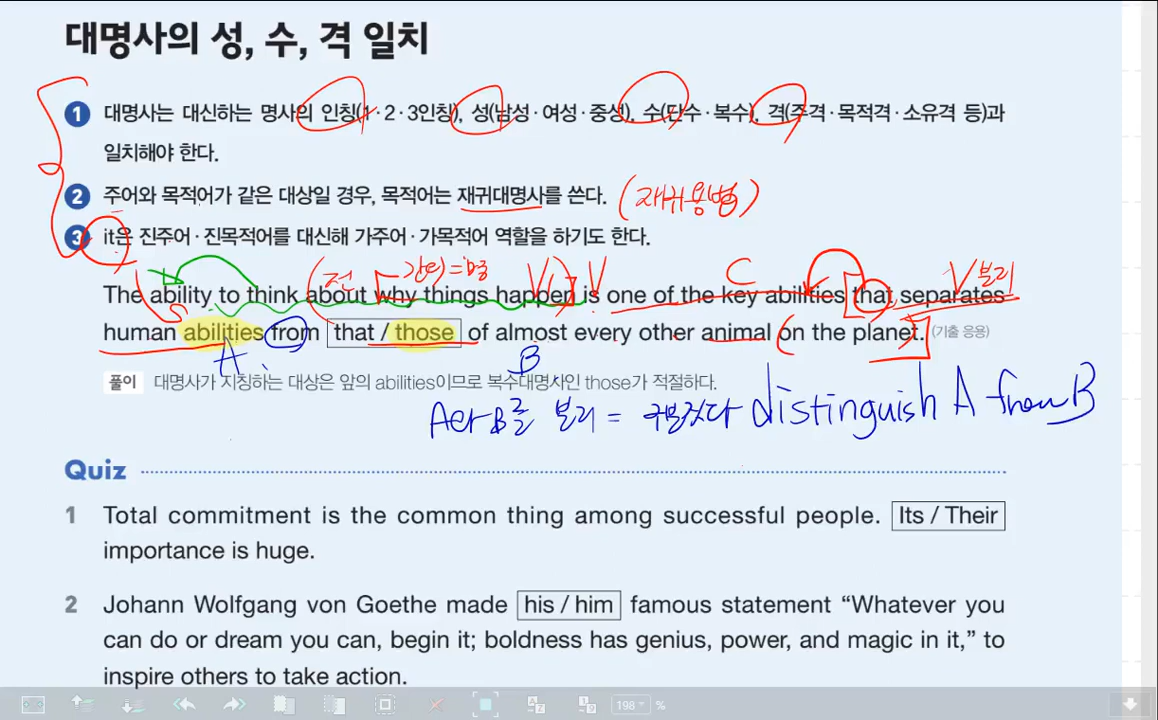 대명사의 성, 수, 격 일치
1 대명사는 대신하는 명사의 인칭(1·2·3인칭), 성(남성·여성·중성), 수(단수·복수), 격(주격·목적격·소유격 등)과
일치해야 한다.
2 주어와 목적어가 같은 대상일 경우, 목적어는 재귀대명사를 쓴다. (재귀용법)
3 it은 진주어·진목적어를 대신해 가주어·가목적어 역할을 하기도 한다.
(전 간의=명 V) V C V분리
The ability to think about why things happen is one of the key abilities that separates
S
human abilities from that / those of almost every other animal on the planet. (기출 응용)
A B
풀이 대명사가 지칭하는 대상은 앞의 abilities이므로 복수대명사인 those가 적절하다.
A와 B를 분리 = 구별짓다 distinguish A from B
Quiz
1 Total commitment is the common thing among successful people. Its / Their
importance is huge.
2 Johann Wolfgang von Goethe made his / him famous statement “Whatever you
can do or dream you can, begin it; boldness has genius, power, and magic in it,” to
inspire others to take action.
198 %